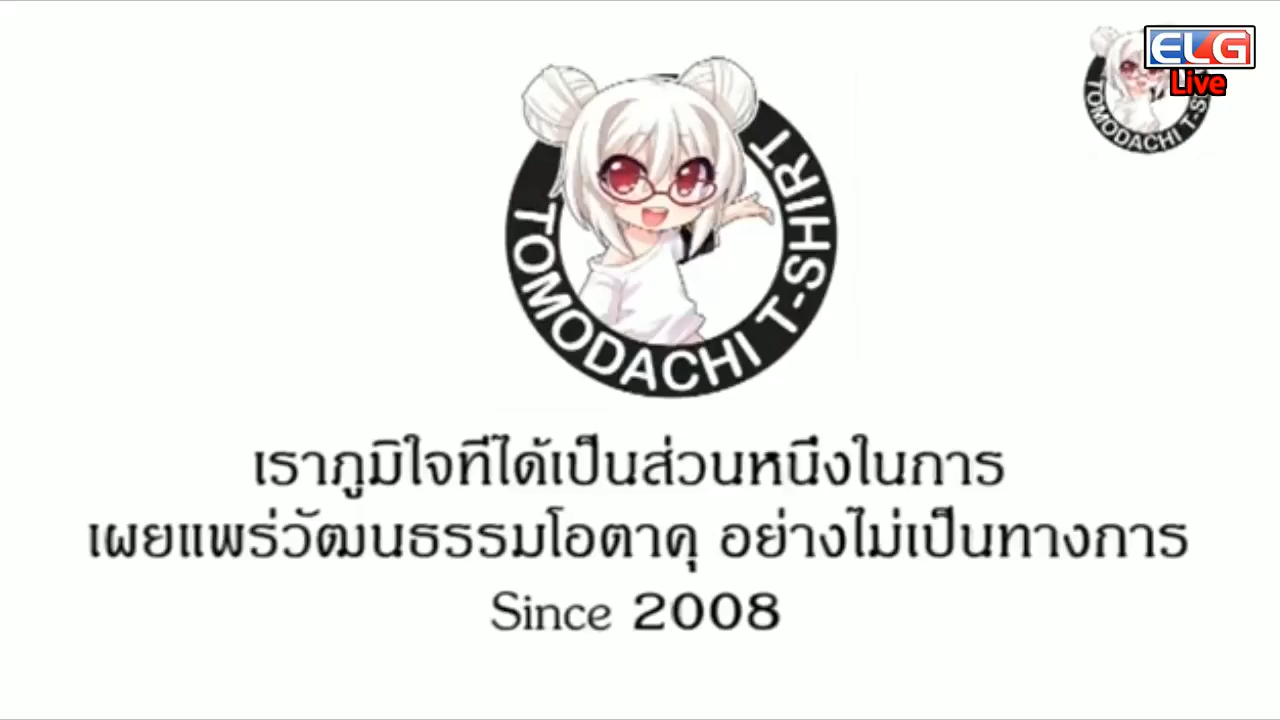 ELG
Live
TOMODACHI T-SHIRT
TOMODACHI T-S
เราภูมิใจที่ได้เป็นส่วนหนึ่งในการ
เผยแพร่วัฒนธรรมโอตาคุ อย่างไม่เป็นทางการ
Since 2008